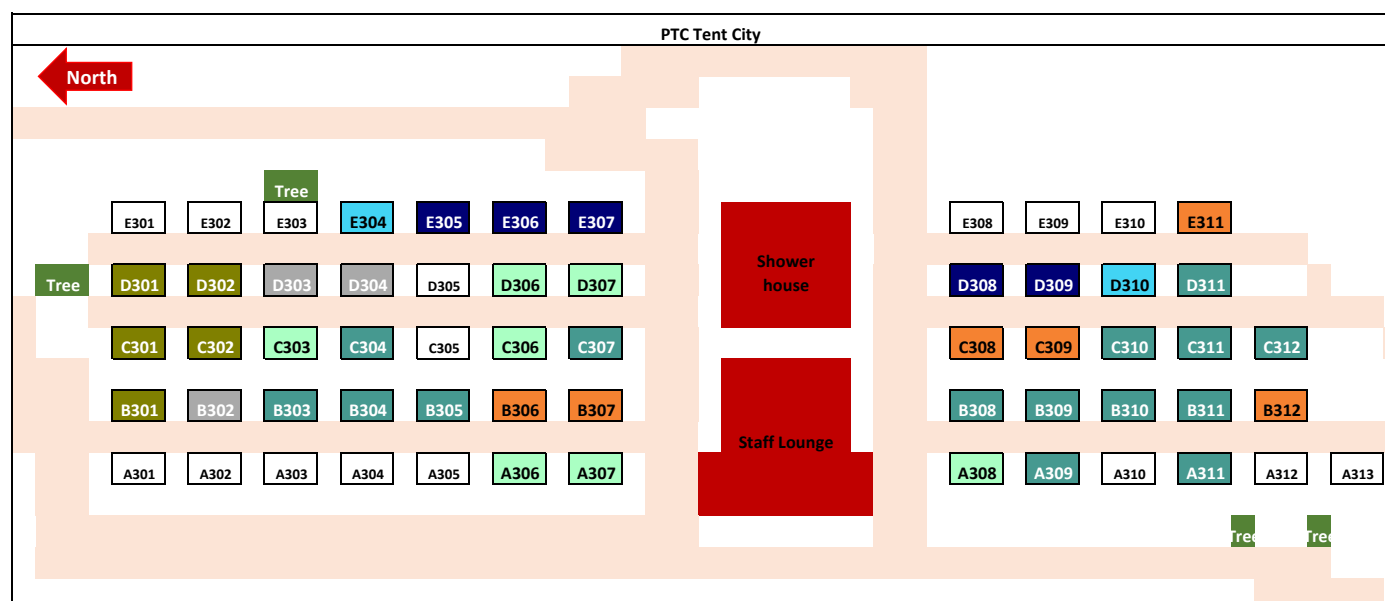 PTC Tent City
North
Tree
E301 E302 E303 E304 E305 E306 E307 E308 E309 E310 E311
Shower
house
Tree D301 D302 D303 D304 D305 D306 D307 D308 D309 D310 D311
C301 C302 C303 C304 C305 C306 C307 C308 C309 C310 C311 C312
B301 B302 B303 B304 B305 B306 B307 B308 B309 B310 B311 B312
Staff Lounge
A301 A302 A303 A304 A305 A306 A307 A308 A309 A310 A311 A312 A313
Tree Tree